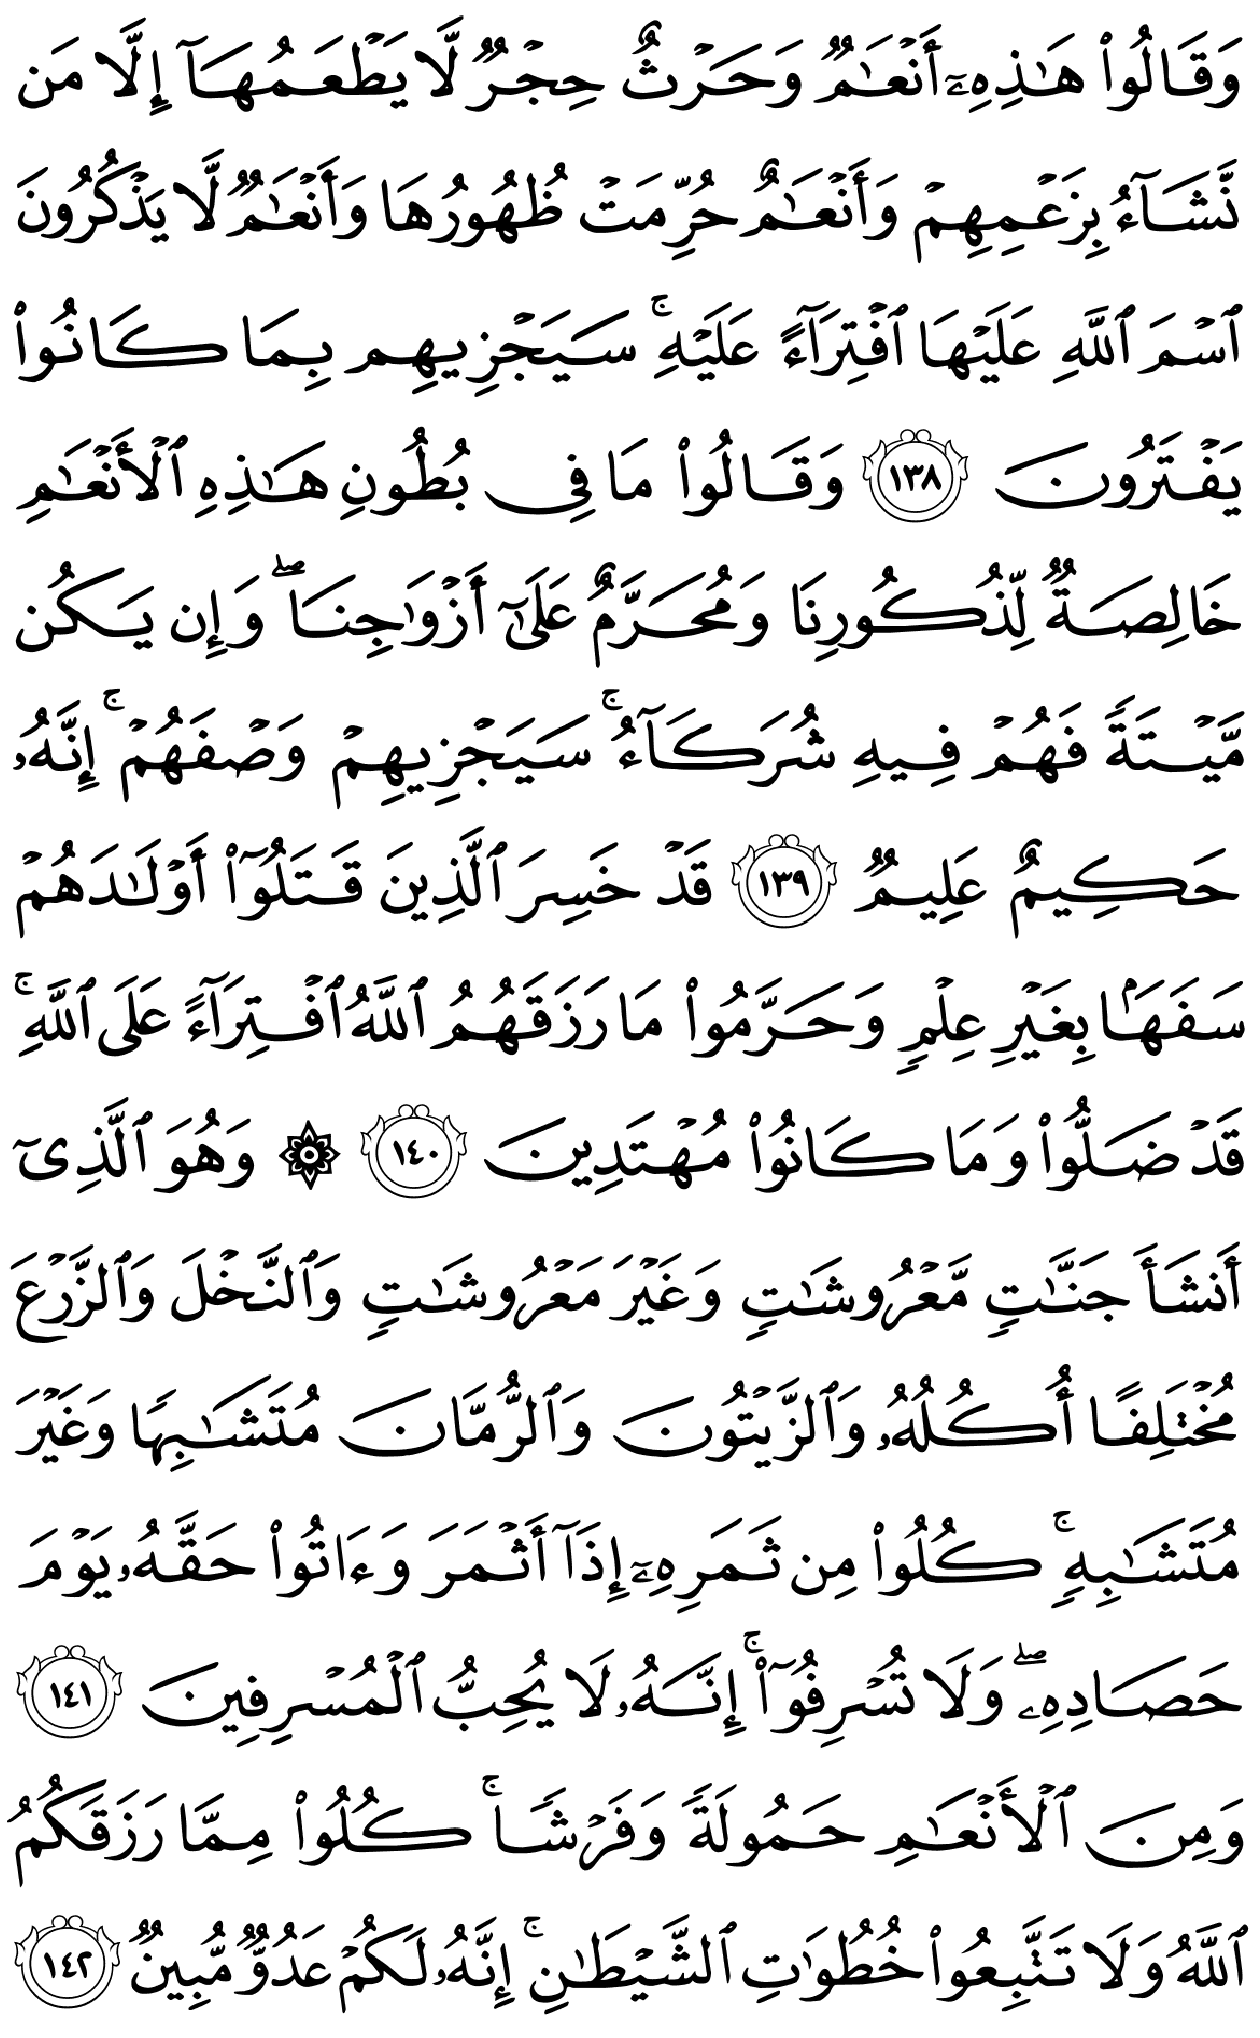 وَقَالُوا۟ هَـٰذِهِۦٓ أَنْعَـٰمٌ وَحَرْثٌ حِجْرٌ لَّا يَطْعَمُهَآ إِلَّا مَن
نَّشَآءُ بِزَعْمِهِمْ وَأَنْعَـٰمٌ حُرِّمَتْ ظُهُورُهَا وَأَنْعَـٰمٌ لَّا يَذْكُرُونَ
ٱسْمَ ٱللَّهِ عَلَيْهَا ٱفْتِرَآءً عَلَيْهِ ۚ سَيَجْزِيهِم بِمَا كَانُوا۟
يَفْتَرُونَ ١٣٨ وَقَالُوا۟ مَا فِى بُطُونِ هَـٰذِهِ ٱلْأَنْعَـٰمِ
خَالِصَةٌ لِّذُكُورِنَا وَمُحَرَّمٌ عَلَىٰٓ أَزْوَٰجِنَا ۖ وَإِن يَكُن
مَّيْتَةً فَهُمْ فِيهِ شُرَكَآءُ ۚ سَيَجْزِيهِمْ وَصْفَهُمْ ۚ إِنَّهُۥ
حَكِيمٌ عَلِيمٌ ١٣٩ قَدْ خَسِرَ ٱلَّذِينَ قَتَلُوٓا۟ أَوْلَـٰدَهُمْ
سَفَهًۢا بِغَيْرِ عِلْمٍ وَحَرَّمُوا۟ مَا رَزَقَهُمُ ٱللَّهُ ٱفْتِرَآءً عَلَى ٱللَّهِ ۚ
قَدْ ضَلُّوا۟ وَمَا كَانُوا۟ مُهْتَدِينَ ١٤٠ ۞ وَهُوَ ٱلَّذِىٓ
أَنشَأَ جَنَّـٰتٍ مَّعْرُوشَـٰتٍ وَغَيْرَ مَعْرُوشَـٰتٍ وَٱلنَّخْلَ وَٱلزَّرْعَ
مُخْتَلِفًا أُكُلُهُۥ وَٱلزَّيْتُونَ وَٱلرُّمَّانَ مُتَشَـٰبِهًا وَغَيْرَ
مُتَشَـٰبِهٍ ۚ كُلُوا۟ مِن ثَمَرِهِۦٓ إِذَآ أَثْمَرَ وَءَاتُوا۟ حَقَّهُۥ يَوْمَ
حَصَادِهِۦ ۖ وَلَا تُسْرِفُوٓا۟ ۚ إِنَّهُۥ لَا يُحِبُّ ٱلْمُسْرِفِينَ ١٤١
وَمِنَ ٱلْأَنْعَـٰمِ حَمُولَةً وَفَرْشًا ۚ كُلُوا۟ مِمَّا رَزَقَكُمُ
ٱللَّهُ وَلَا تَتَّبِعُوا۟ خُطُوَٰتِ ٱلشَّيْطَـٰنِ ۚ إِنَّهُۥ لَكُمْ عَدُوٌّ مُّبِينٌ ١٤٢